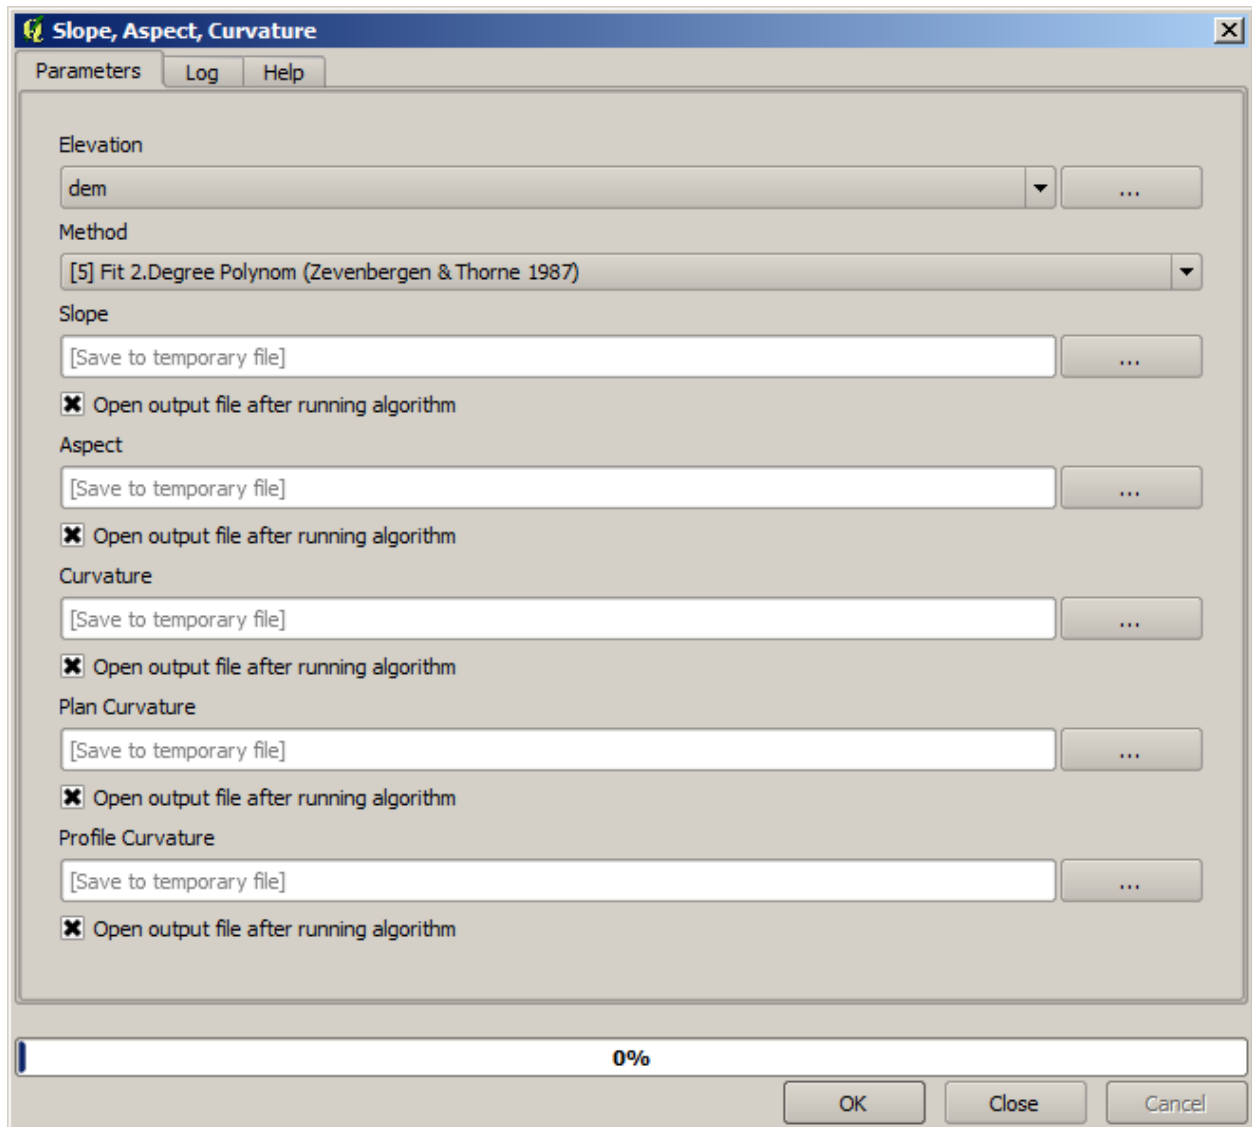 Slope, Aspect, Curvature
Parameters Log Help
Elevation
dem ...
Method
[5] Fit 2.Degree Polynom (Zevenbergen & Thorne 1987)
Slope
[Save to temporary file] ...
Open output file after running algorithm
Aspect
[Save to temporary file] ...
Open output file after running algorithm
Curvature
[Save to temporary file] ...
Open output file after running algorithm
Plan Curvature
[Save to temporary file] ...
Open output file after running algorithm
Profile Curvature
[Save to temporary file] ...
Open output file after running algorithm
0%
OK Close Cancel